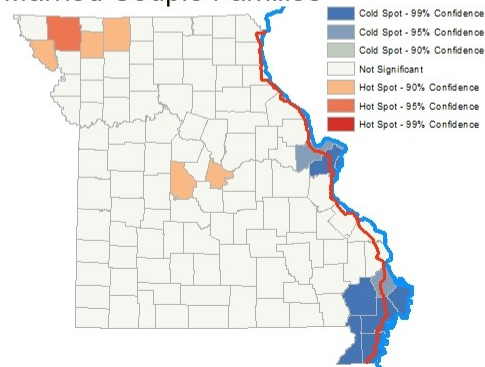 Married Couple Families
Cold Spot - 99% Confidence
Cold Spot - 95% Confidence
Cold Spot - 90% Confidence
Not Significant
Hot Spot - 90% Confidence
Hot Spot - 95% Confidence
Hot Spot - 99% Confidence